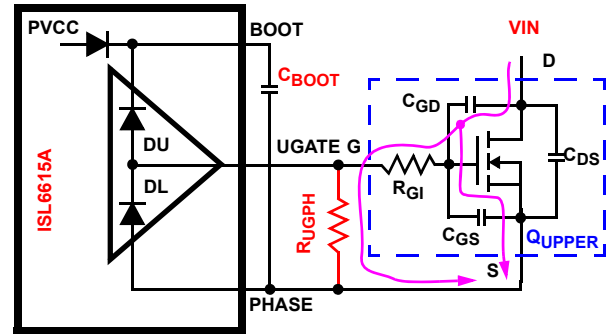 PVCC
BOOT
VIN
D
CBOOT
CGD
DU
UGATE G
CDS
DL
RGI
ISL6615A
RUGPH
CGS
QUPPER
S
PHASE